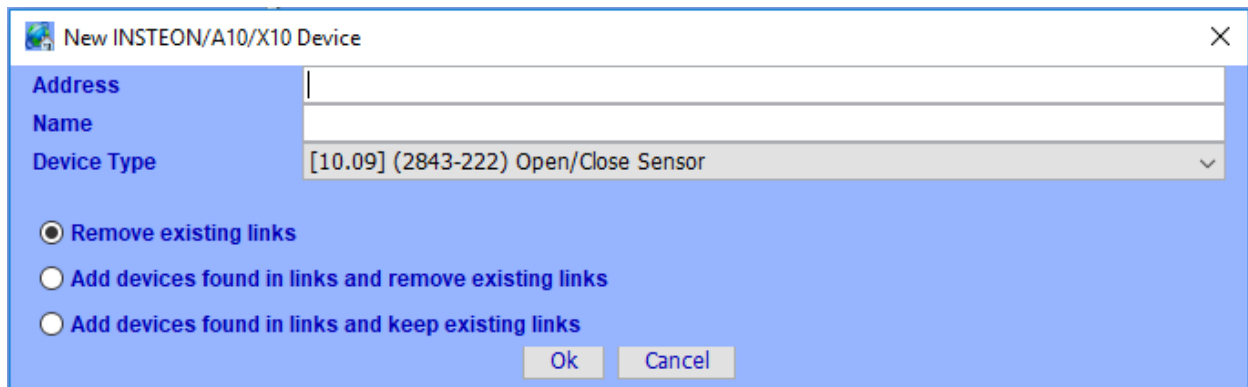 New INSTEON/A10/X10 Device
Address
Name
Device Type [10.09] (2843-222) Open/Close Sensor
Remove existing links
Add devices found in links and remove existing links
Add devices found in links and keep existing links
Ok Cancel